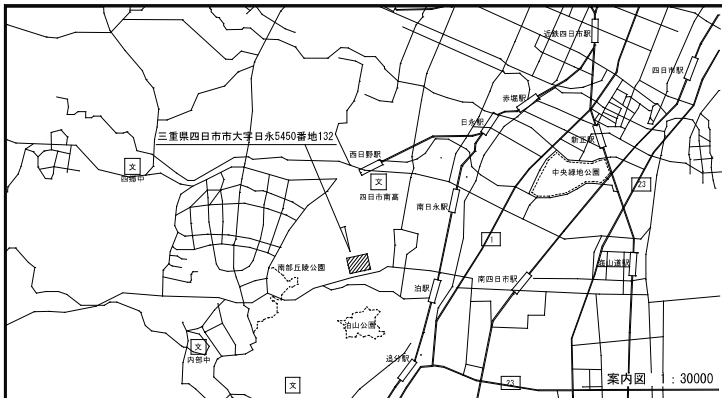 近鉄四日市駅
四日市駅
赤堀駅
日永駅
三重県四日市市大字日永5450番地132
西日野駅
新正駅
文
四郷中
文
四日市南高
中央緑地公園
23
南日永駅
1
海山道駅
南部丘陵公園
南四日市駅
泊駅
泊山公園
文
内部中
追分駅
文
23
案内図 1:30000